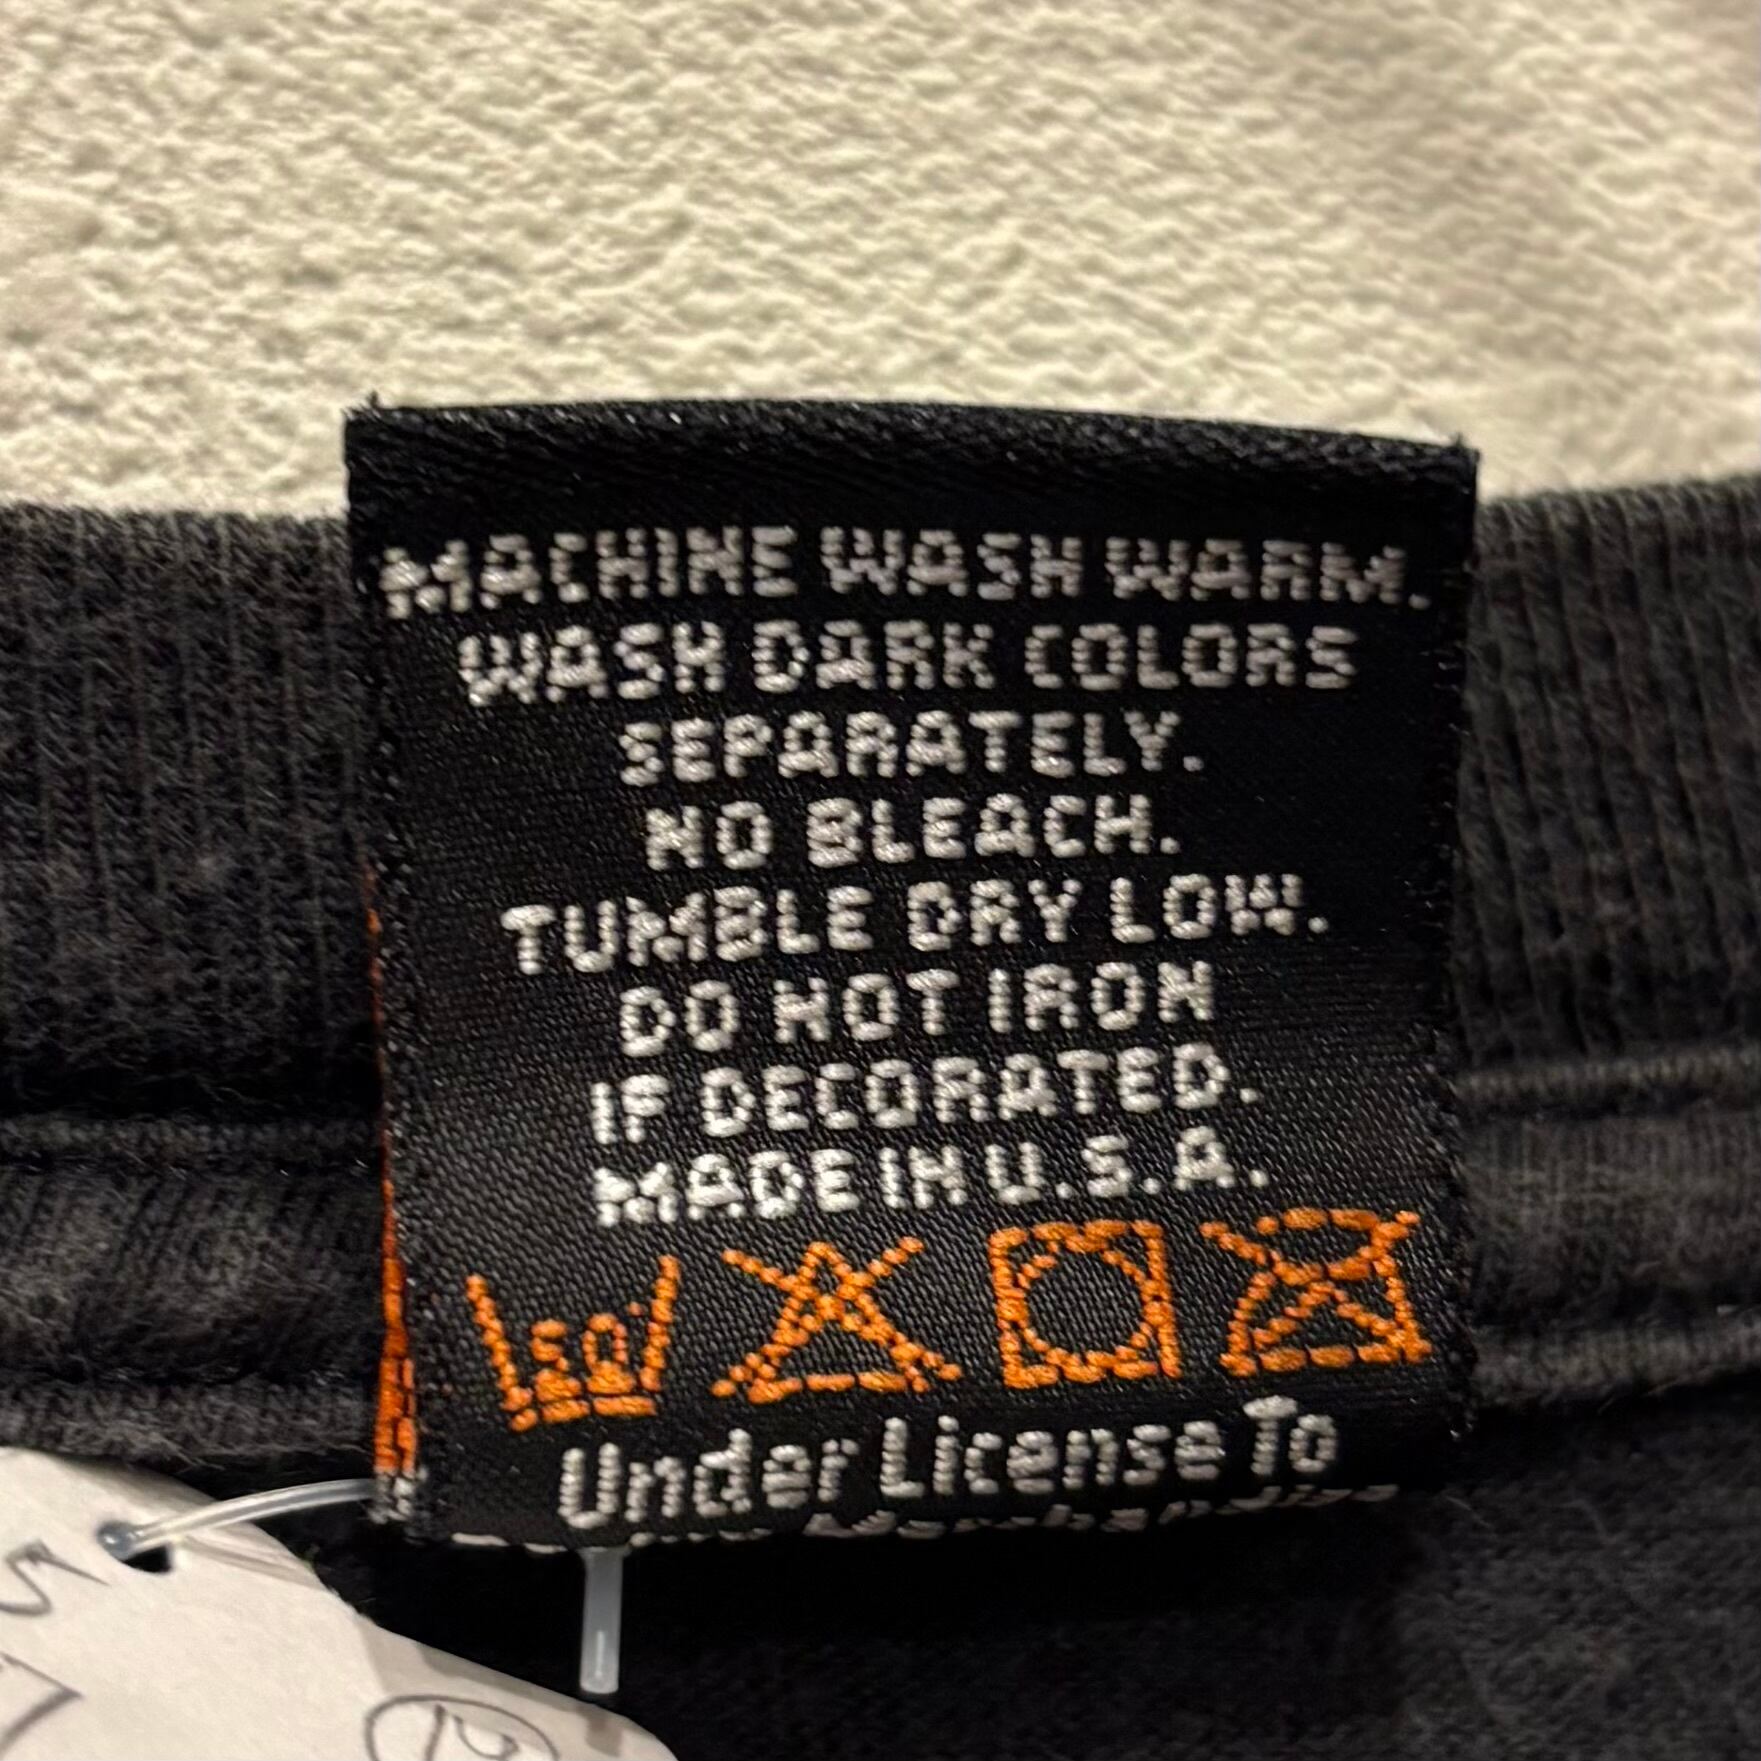 MACHINE WASH WARM.
WASH DARK COLORS
SEPARATELY.
NO BLEACH.
TUMBLE DRY LOW.
DO NOT IRON
IF DECORATED.
MADE IN U.S.A.
50°
Under License To
P